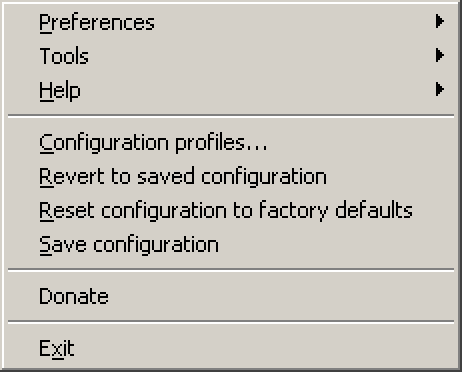 Preferences
Tools
Help
Configuration profiles...
Revert to saved configuration
Reset configuration to factory defaults
Save configuration
Donate
Exit